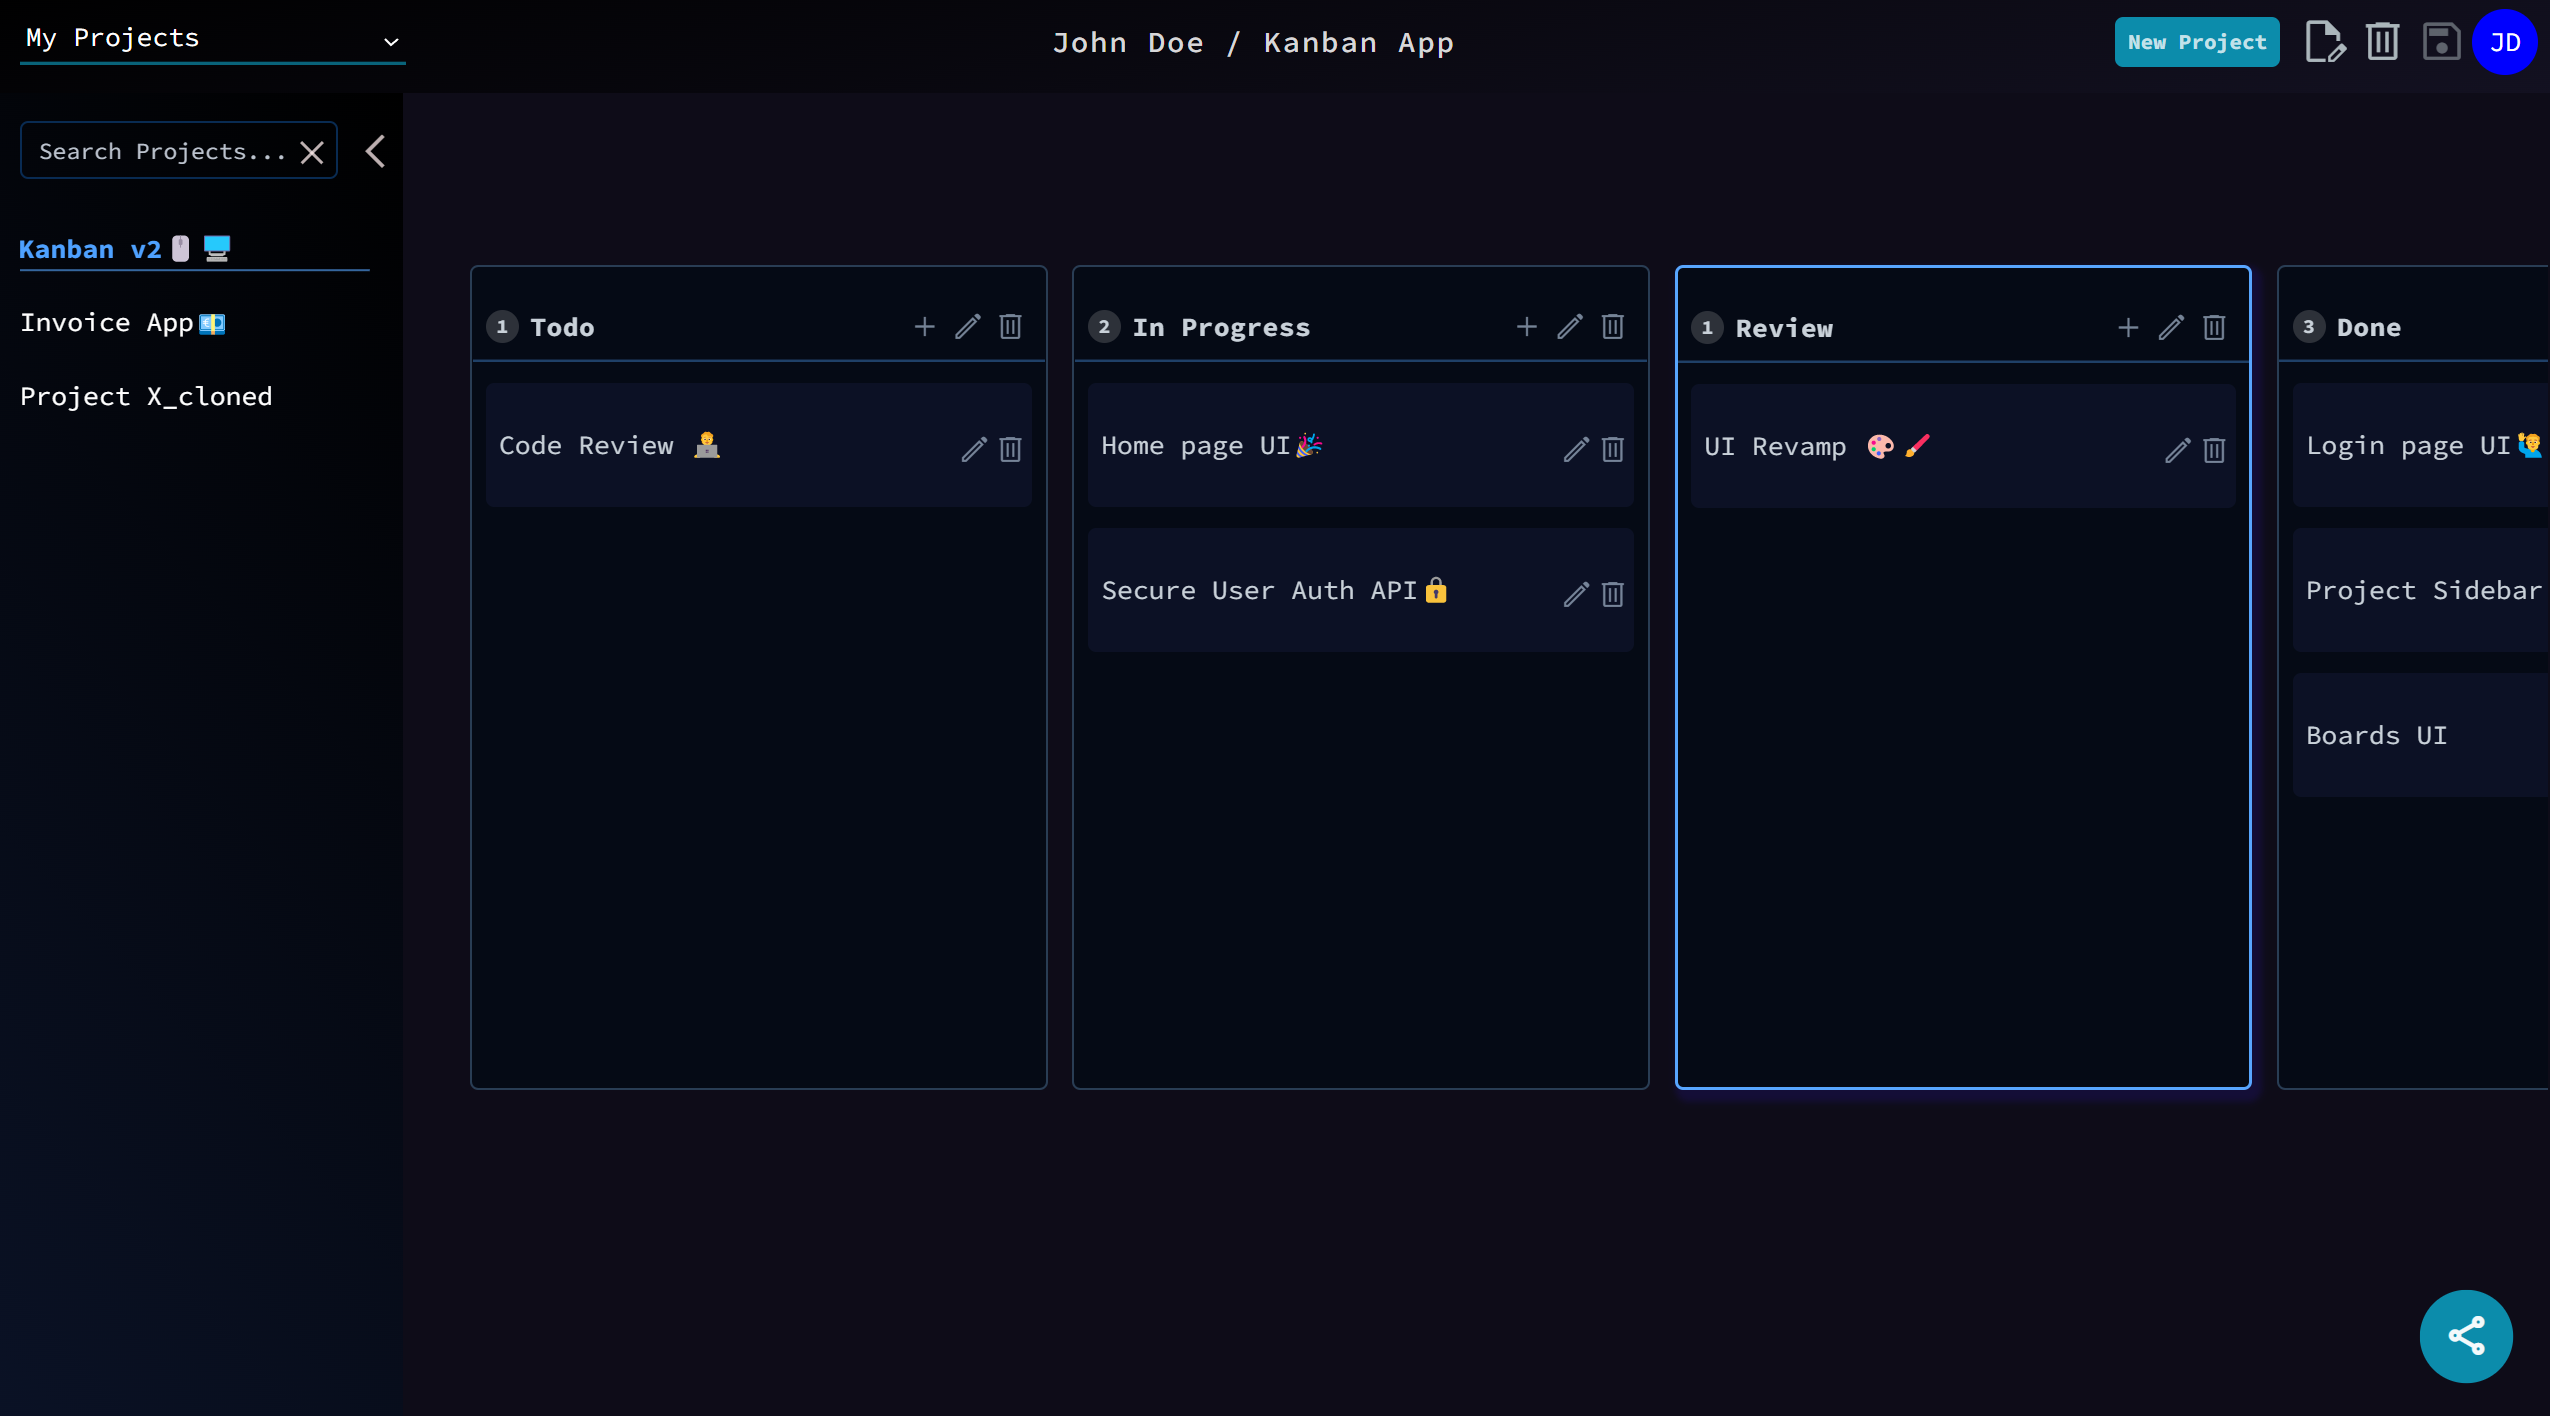 My Projects
John Doe / Kanban App
New Project
JD
Search Projects...
Kanban v2🖱️ 🖥️
Invoice App💶
Project X_cloned
1 Todo
Code Review 👨‍💻
2 In Progress
Home page UI🎉
Secure User Auth API🔒
1 Review
UI Revamp 🎨🖌️
3 Done
Login page UI🙋‍♂️
Project Sidebar
Boards UI